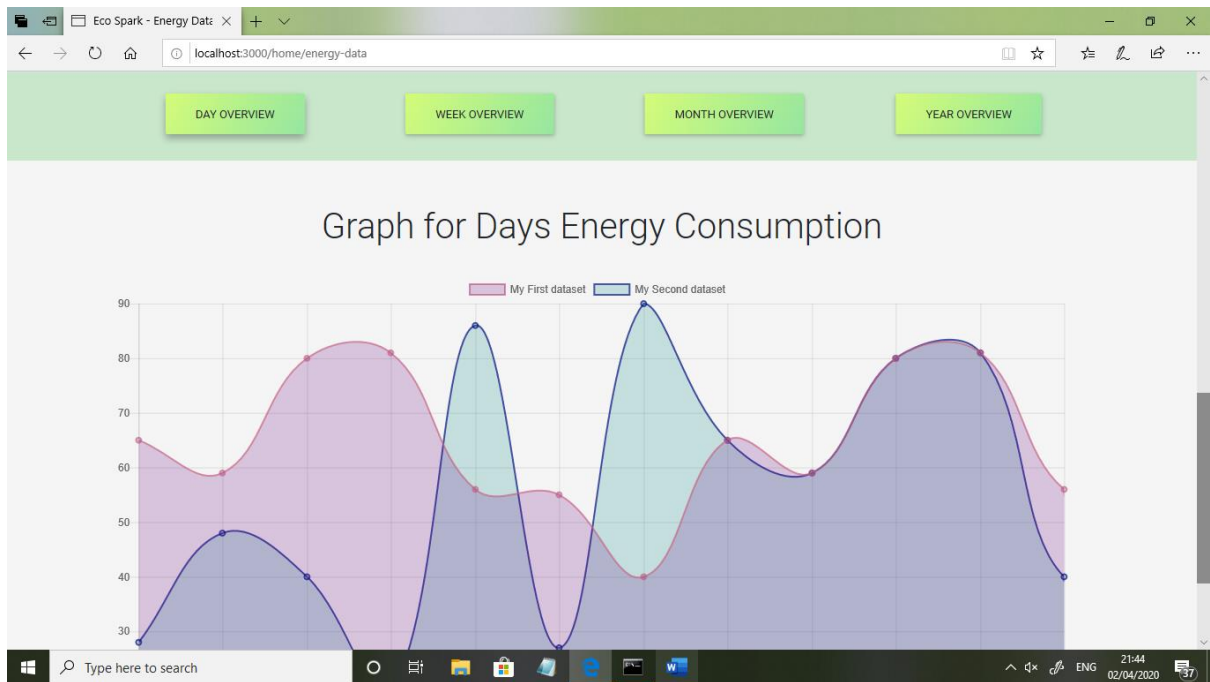 Eco Spark - Energy Data
localhost:3000/home/energy-data
DAY OVERVIEW
WEEK OVERVIEW
MONTH OVERVIEW
YEAR OVERVIEW
Graph for Days Energy Consumption
My First dataset
My Second dataset
90
80
70
60
50
40
30
Type here to search
ENG
21:44
02/04/2020
37